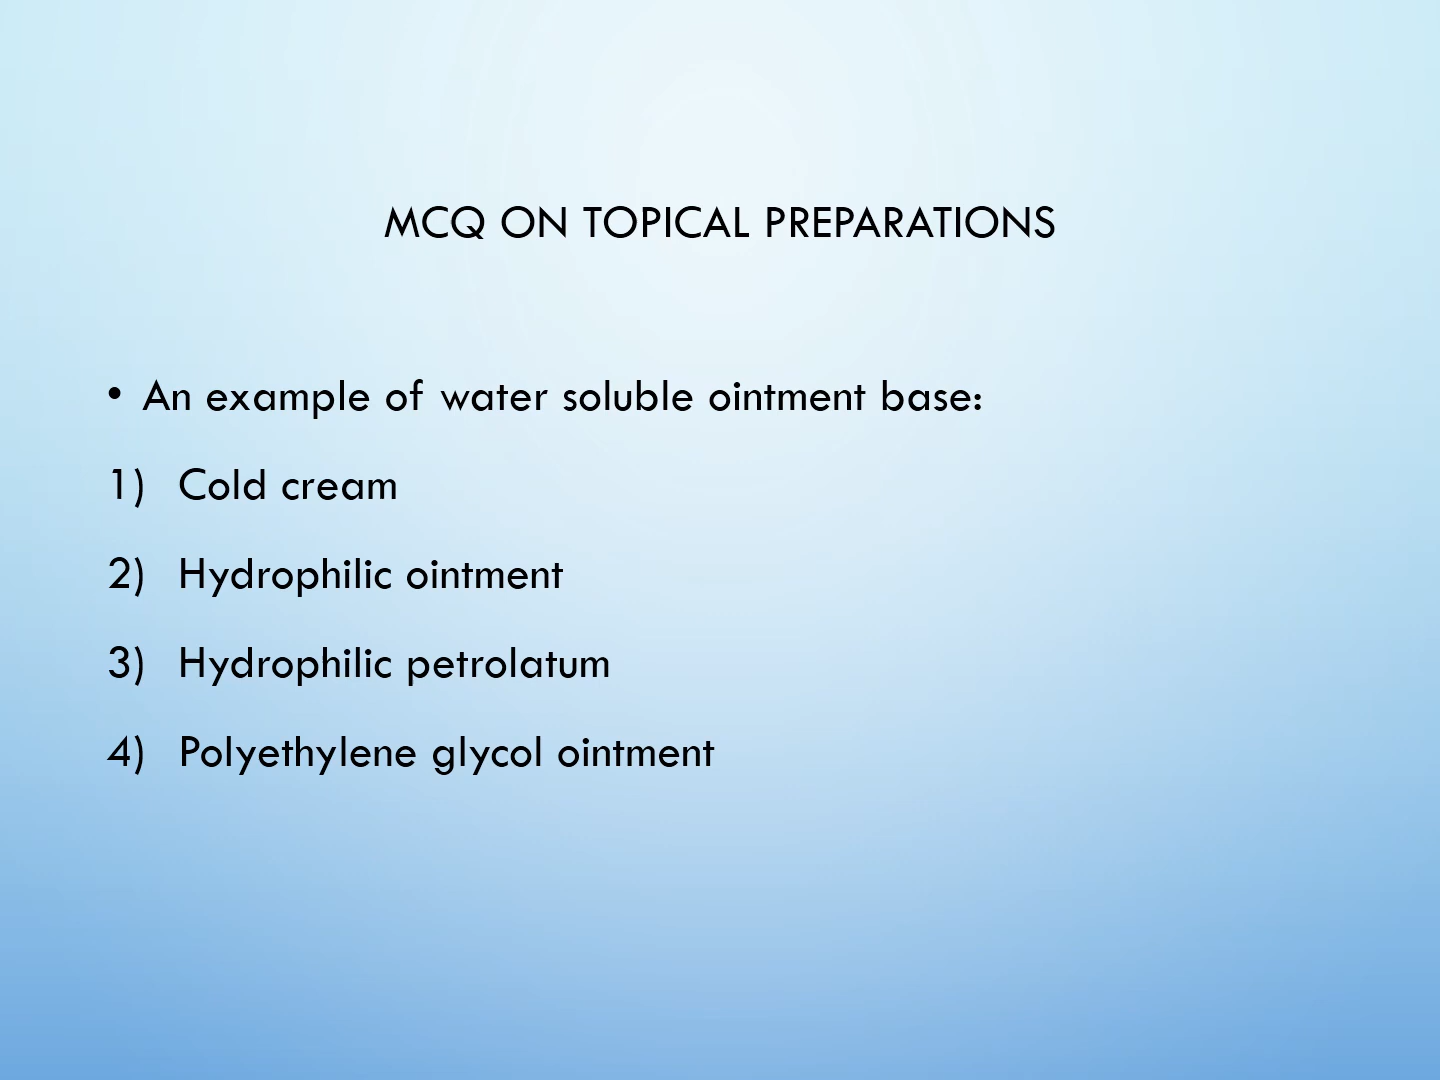 MCQ ON TOPICAL PREPARATIONS
• An example of water soluble ointment base:
1) Cold cream
2) Hydrophilic ointment
3) Hydrophilic petrolatum
4) Polyethylene glycol ointment